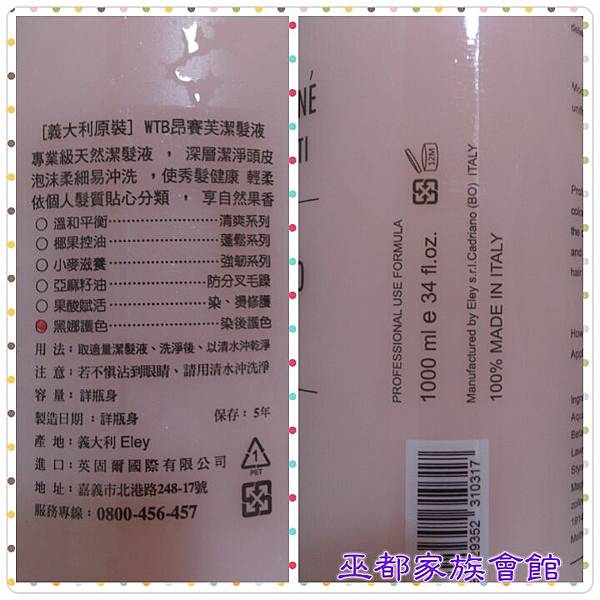 [義大利原裝] WTB昂賽芙潔髮液
專業級天然潔髮液 ， 深層潔淨頭皮
泡沫柔細易沖洗 ，使秀髮健康 輕柔
依個人髮質貼心分類 ， 享自然果香
○ 溫和平衡……………………清爽系列
○ 椰果控油……………………蓬鬆系列
○ 小麥滋養……………………強韌系列
○ 亞麻籽油…………………防分叉毛躁
○ 果酸賦活…………………染、燙修護
黑娜護色……………………染後護色
用 法：取適量潔髮液、洗淨後、以清水沖乾淨
注 意：若不慎沾到眼睛、請用清水沖洗淨
容 量：詳瓶身
製造日期：詳瓶身 保存：5年
產 地：義大利 Eley
進 口：英固爾國際有限公司
地 址：嘉義市北港路248-17號
服務專線：0800-456-457
1
PET
NÉ
TI
12M
PROFESSIONAL USE FORMULA
1000 ml e 34 fl.oz.
Manufactured by Eley s.r.l. Cadriano (BO) ITALY
100% MADE IN ITALY
29352 310317
巫都家族會館